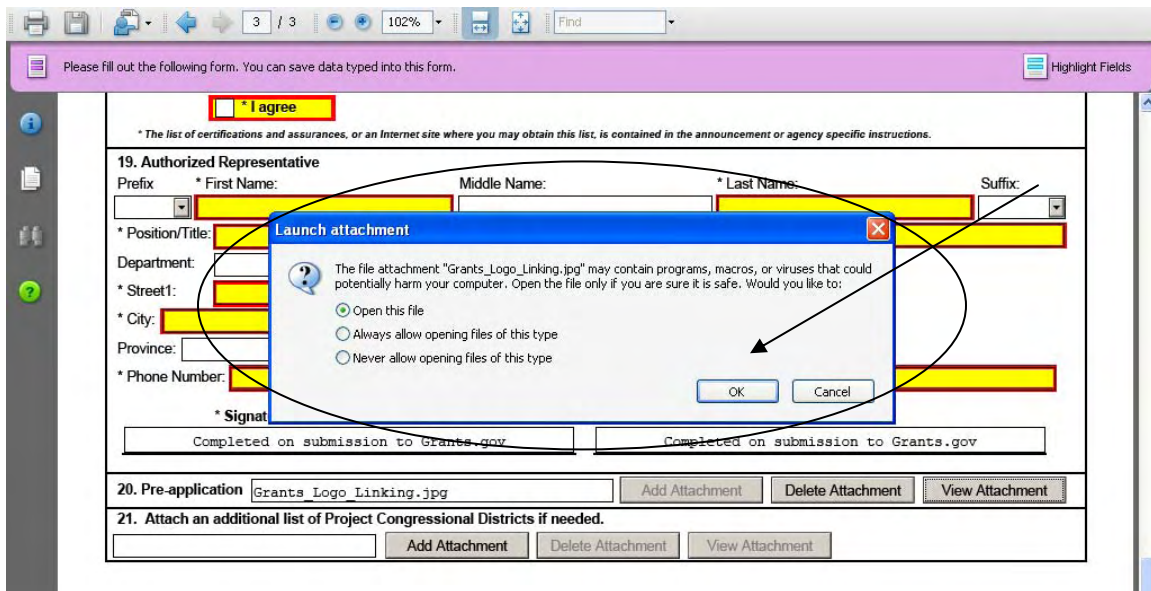 3 / 3 102% Find
Please fill out the following form. You can save data typed into this form. Highlight Fields
* I agree
* The list of certifications and assurances, or an Internet site where you may obtain this list, is contained in the announcement or agency specific instructions.
19. Authorized Representative
Prefix * First Name: Middle Name: * Last Name: Suffix:
* Position/Title:
Launch attachment
Department:
The file attachment "Grants_Logo_Linking.jpg" may contain programs, macros, or viruses that could
potentially harm your computer. Open the file only if you are sure it is safe. Would you like to:
* Street1:
Open this file
* City:
Always allow opening files of this type
Province:
Never allow opening files of this type
* Phone Number:
OK Cancel
* Signat
Completed on submission to Grants.gov Completed on submission to Grants.gov
20. Pre-application Grants_Logo_Linking.jpg Add Attachment Delete Attachment View Attachment
21. Attach an additional list of Project Congressional Districts if needed.
Add Attachment Delete Attachment View Attachment